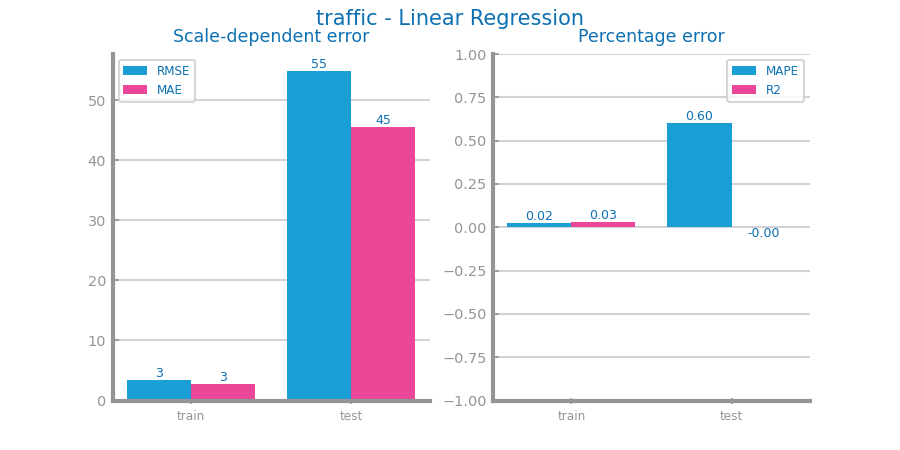 traffic - Linear Regression
Scale-dependent error
RMSE
MAE
50
40
30
20
10
0
3
3
55
45
train
test
Percentage error
MAPE
R2
1.00
0.75
0.50
0.25
0.00
−0.25
−0.50
−0.75
−1.00
0.02
0.03
0.60
-0.00
train
test